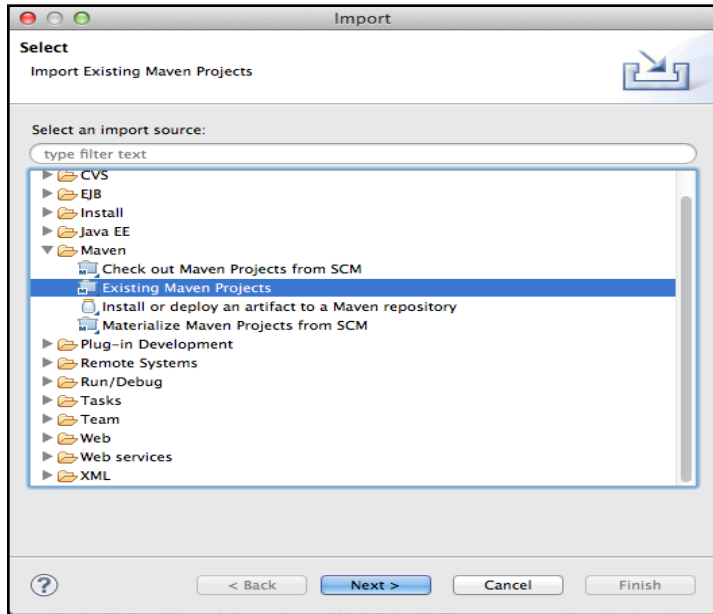 Import
Select
Import Existing Maven Projects
Select an import source:
type filter text
CVS
EJB
Install
Java EE
Maven
Check out Maven Projects from SCM
Existing Maven Projects
Install or deploy an artifact to a Maven repository
Materialize Maven Projects from SCM
Plug-in Development
Remote Systems
Run/Debug
Tasks
Team
Web
Web services
XML
? < Back Next > Cancel Finish